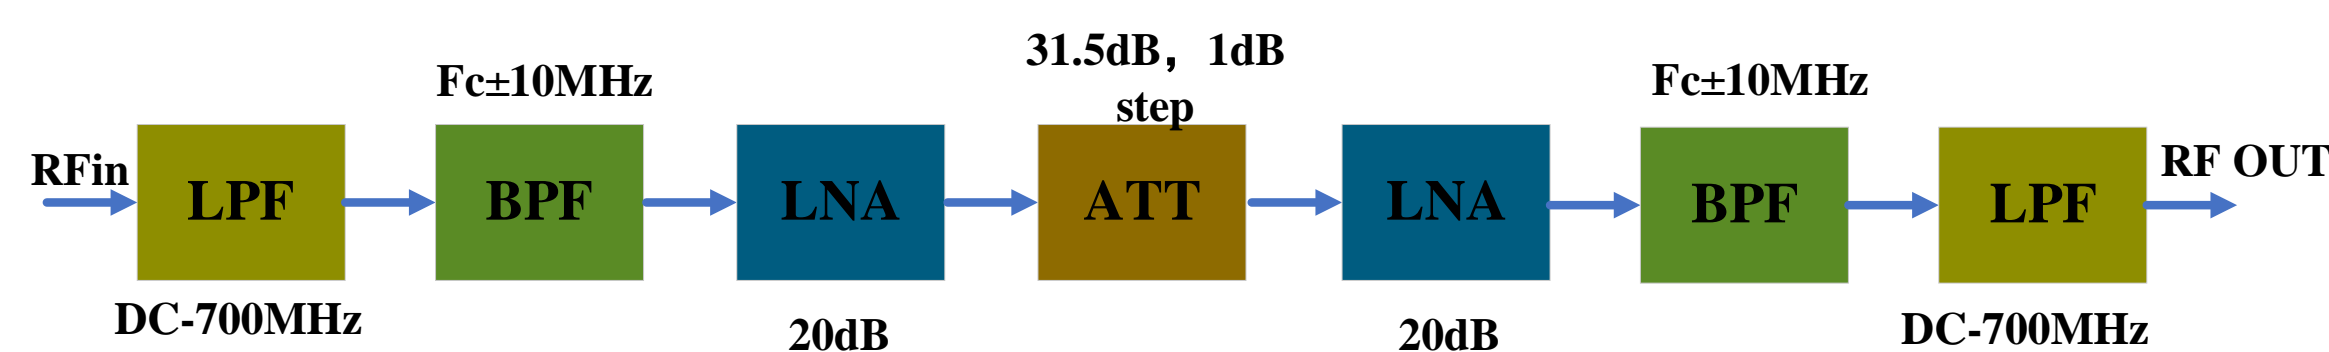 31.5dB，1dB
step
Fc±10MHz
Fc±10MHz
RFin
LPF
BPF
LNA
ATT
LNA
BPF
LPF
RF OUT
DC-700MHz
20dB
20dB
DC-700MHz